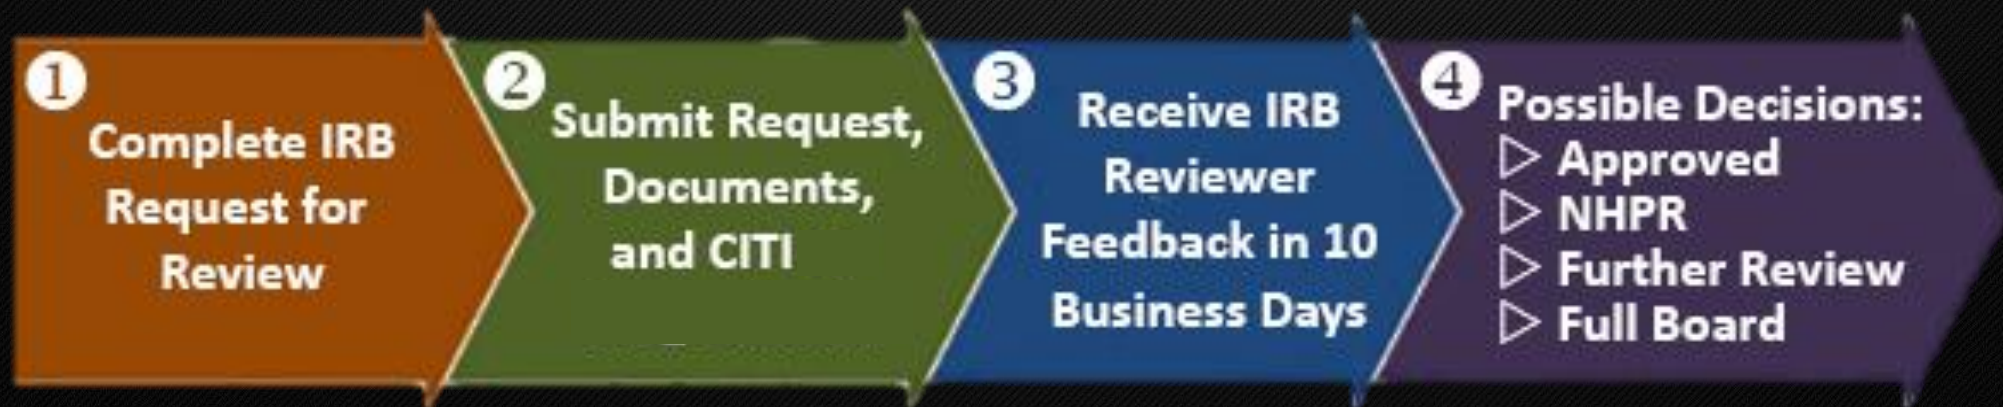 1
Complete IRB
Request for
Review
2
Submit Request,
Documents,
and CITI
3
Receive IRB
Reviewer
Feedback in 10
Business Days
4
Possible Decisions:
▷ Approved
▷ NHPR
▷ Further Review
▷ Full Board